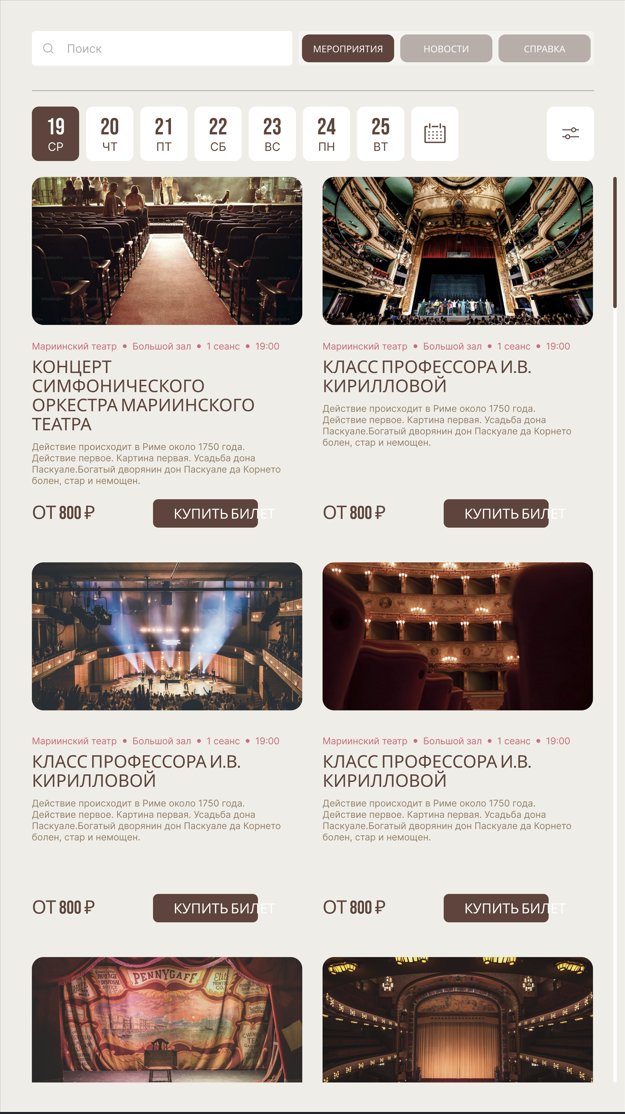 Поиск
МЕРОПРИЯТИЯ
НОВОСТИ
СПРАВКА
19
СР
20
ЧТ
21
ПТ
22
СБ
23
ВС
24
ПН
25
ВТ
Мариинский театр • Большой зал • 1 сеанс • 19:00
КОНЦЕРТ
СИМФОНИЧЕСКОГО
ОРКЕСТРА МАРИИНСКОГО
ТЕАТРА
Действие происходит в Риме около 1750 года.
Действие первое. Картина первая. Усадьба дона
Паскуале.Богатый дворянин дон Паскуале да Корнето
болен, стар и немощен.
ОТ 800 ₽
КУПИТЬ БИЛЕТ
Мариинский театр • Большой зал • 1 сеанс • 19:00
КЛАСС ПРОФЕССОРА И.В.
КИРИЛЛОВОЙ
Действие происходит в Риме около 1750 года.
Действие первое. Картина первая. Усадьба дона
Паскуале.Богатый дворянин дон Паскуале да Корнето
болен, стар и немощен.
ОТ 800 ₽
КУПИТЬ БИЛЕТ
Мариинский театр • Большой зал • 1 сеанс • 19:00
КЛАСС ПРОФЕССОРА И.В.
КИРИЛЛОВОЙ
Действие происходит в Риме около 1750 года.
Действие первое. Картина первая. Усадьба дона
Паскуале.Богатый дворянин дон Паскуале да Корнето
болен, стар и немощен.
ОТ 800 ₽
КУПИТЬ БИЛЕТ
Мариинский театр • Большой зал • 1 сеанс • 19:00
КЛАСС ПРОФЕССОРА И.В.
КИРИЛЛОВОЙ
Действие происходит в Риме около 1750 года.
Действие первое. Картина первая. Усадьба дона
Паскуале.Богатый дворянин дон Паскуале да Корнето
болен, стар и немощен.
ОТ 800 ₽
КУПИТЬ БИЛЕТ
PENNYGAFF